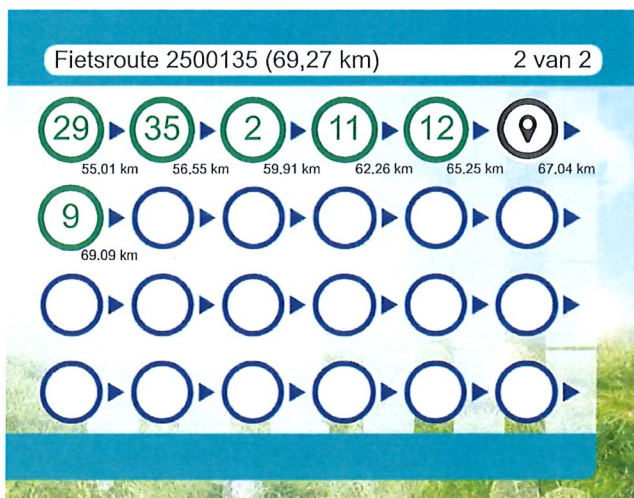 Fietsroute 2500135 (69,27 km) 2 van 2
29 35 2 11 12
55.01 km 56,55 km 59,91 km 62,26 km 65.25 km 67,04 km
9
69.09 km